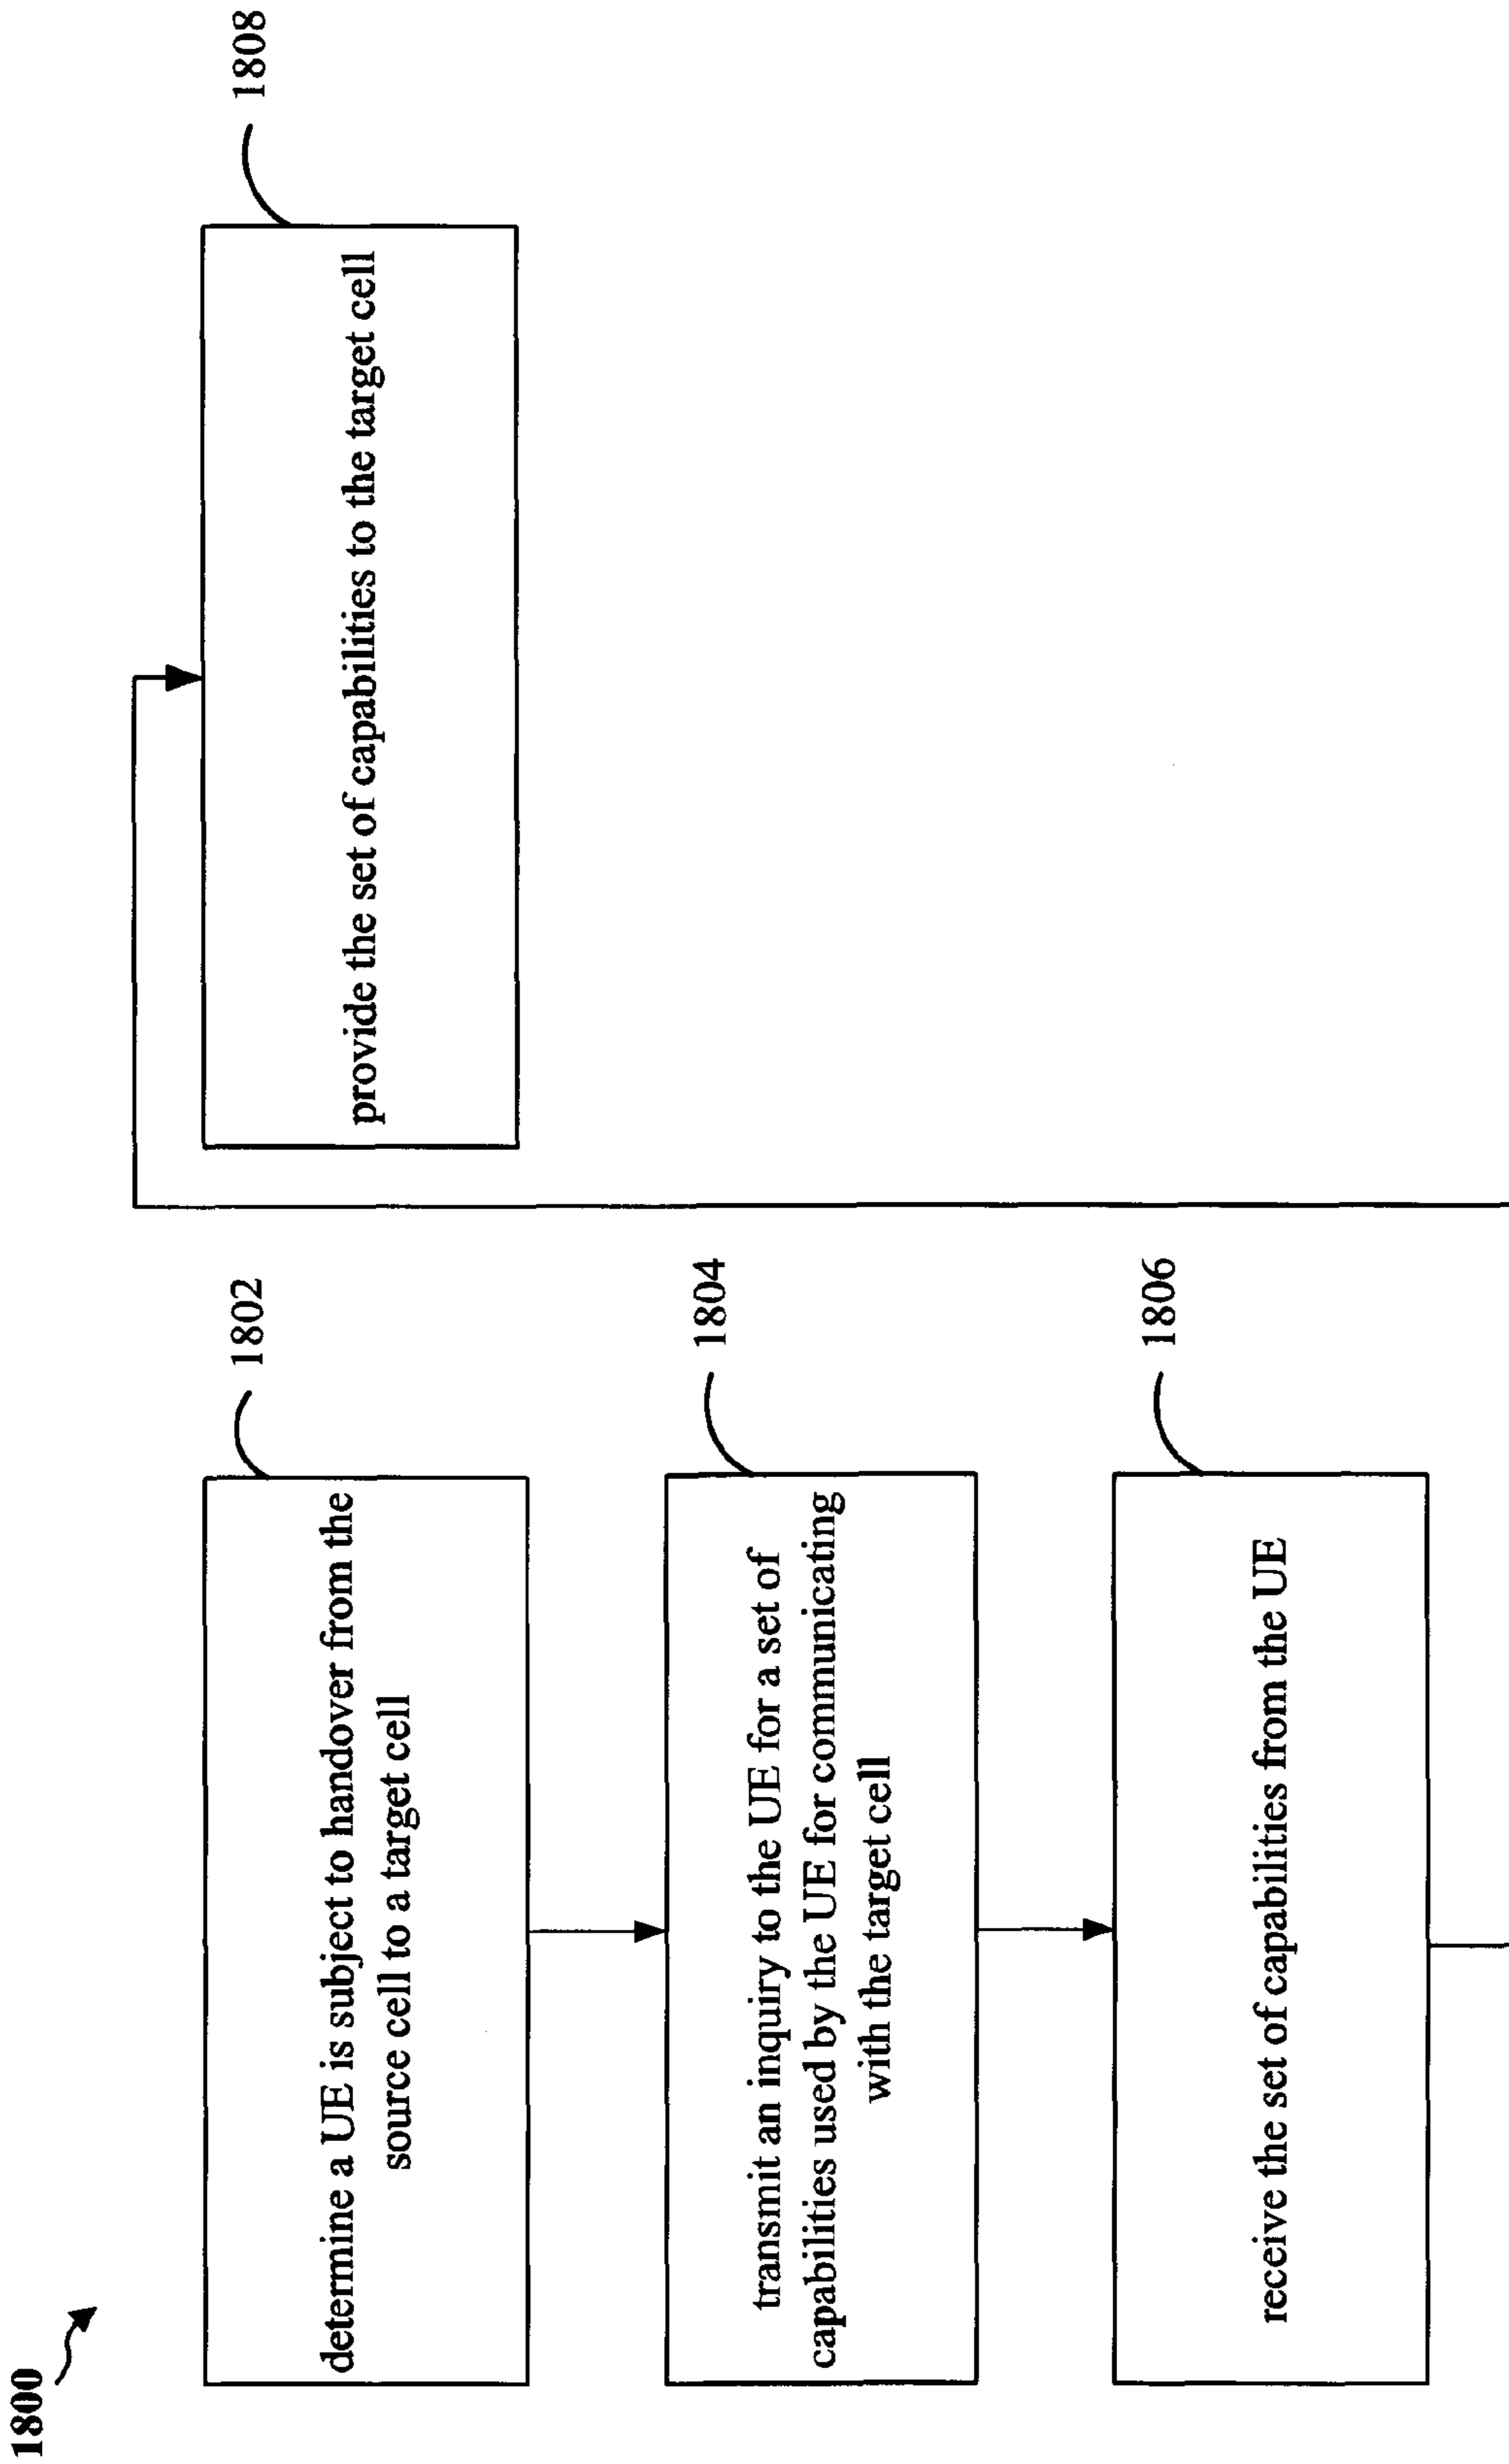 1800
1802
determine a UE is subject to handover from the
source cell to a target cell
1804
transmit an inquiry to the UE for a set of
capabilities used by the UE for communicating
with the target cell
1806
receive the set of capabilities from the UE
1808
provide the set of capabilities to the target cell